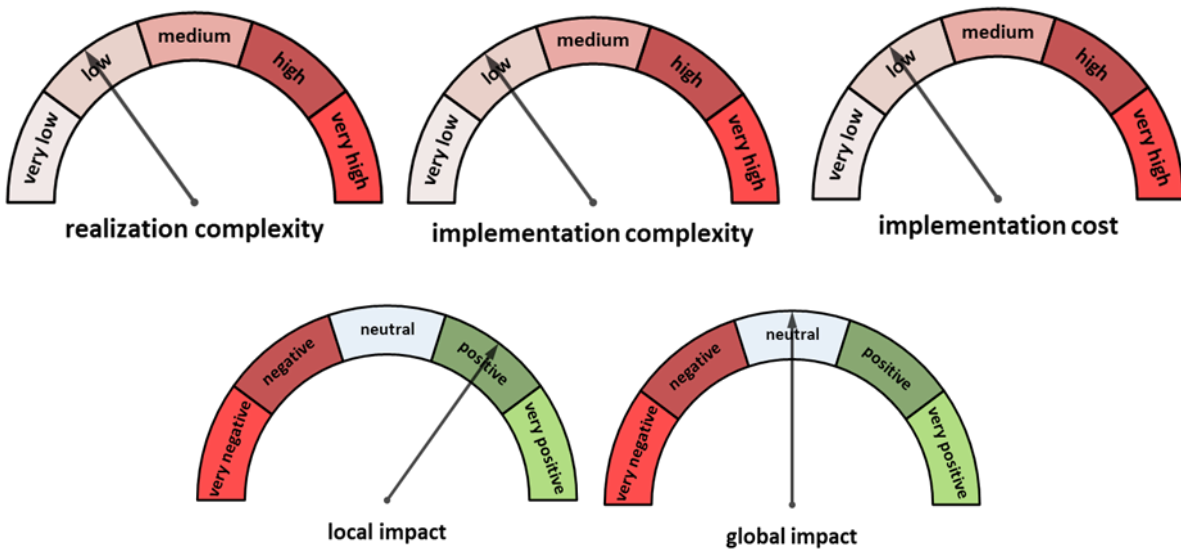 very low
low
medium
high
very high
realization complexity
very low
low
medium
high
very high
implementation complexity
very low
low
medium
high
very high
implementation cost
very negative
negative
neutral
positive
very positive
local impact
very negative
negative
neutral
positive
very positive
global impact